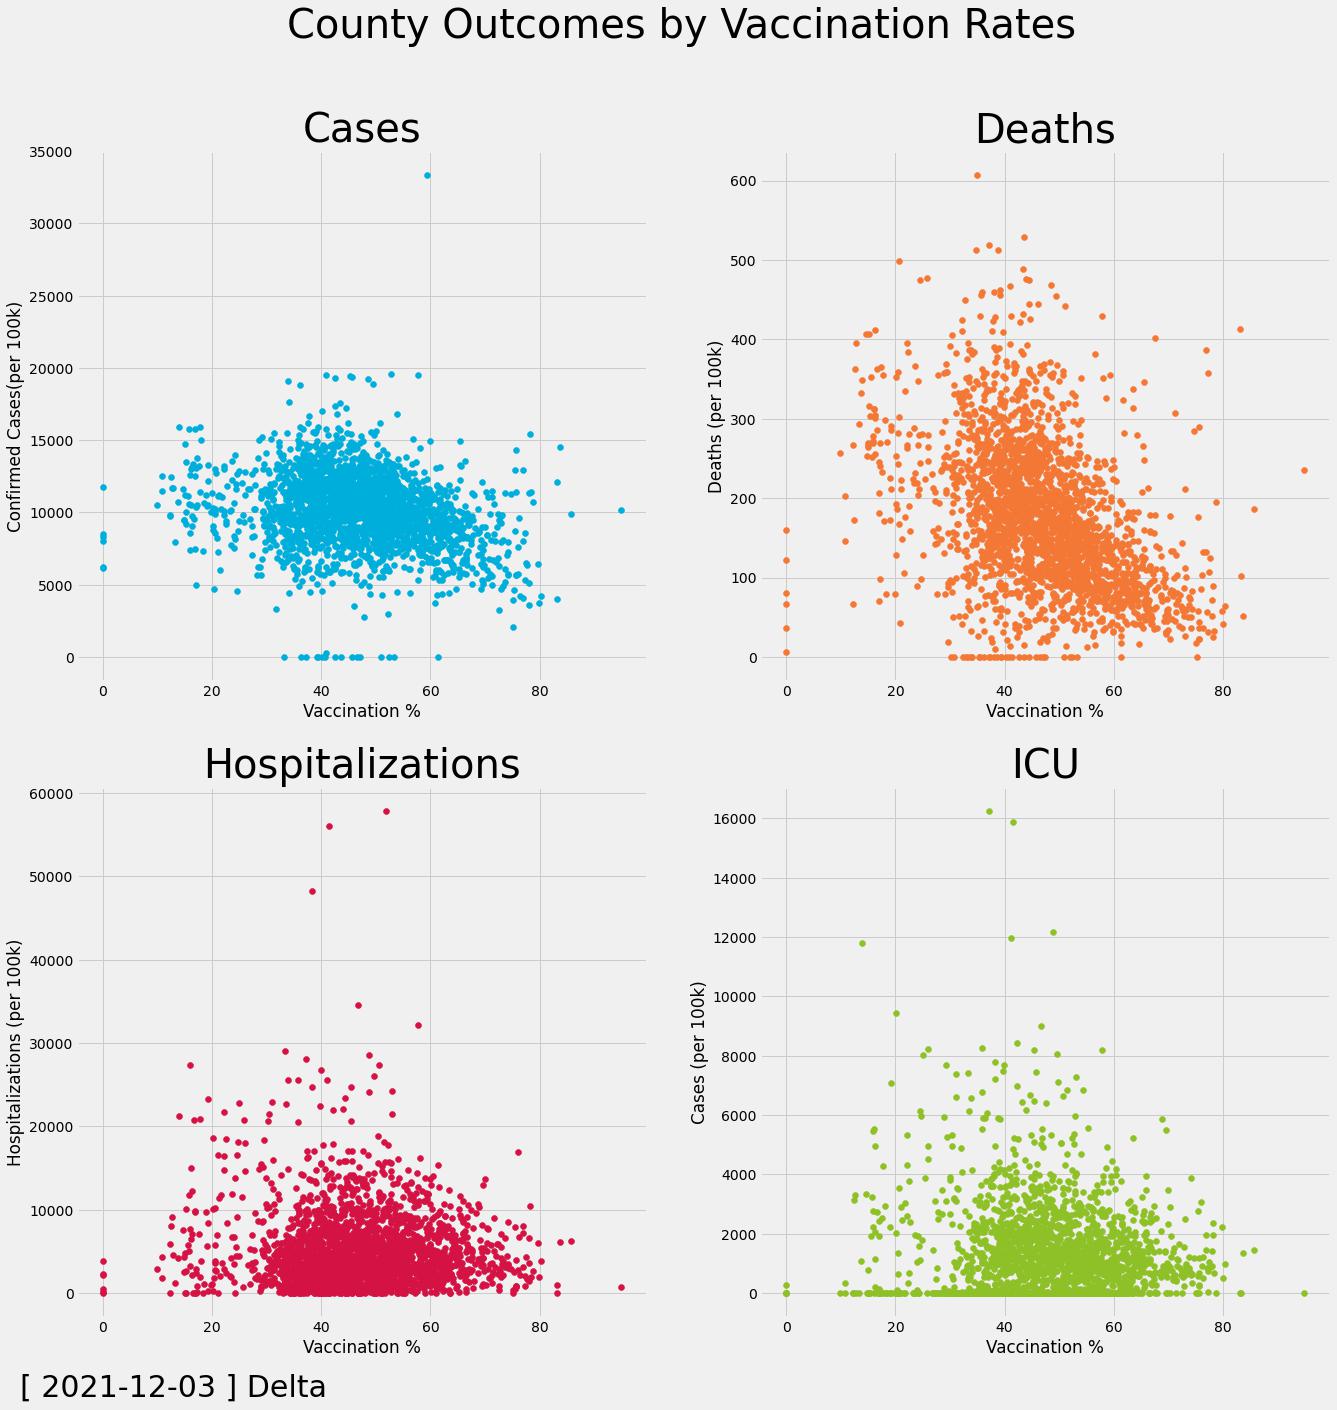 County Outcomes by Vaccination Rates
Cases
Confirmed Cases(per 100k)
35000
30000
25000
20000
15000
10000
5000
0
0 20 40 60 80
Vaccination %
Deaths
Deaths (per 100k)
600
500
400
300
200
100
0
0 20 40 60 80
Vaccination %
Hospitalizations
Hospitalizations (per 100k)
60000
50000
40000
30000
20000
10000
0
0 20 40 60 80
Vaccination %
ICU
Cases (per 100k)
16000
14000
12000
10000
8000
6000
4000
2000
0
0 20 40 60 80
Vaccination %
[ 2021-12-03 ] Delta